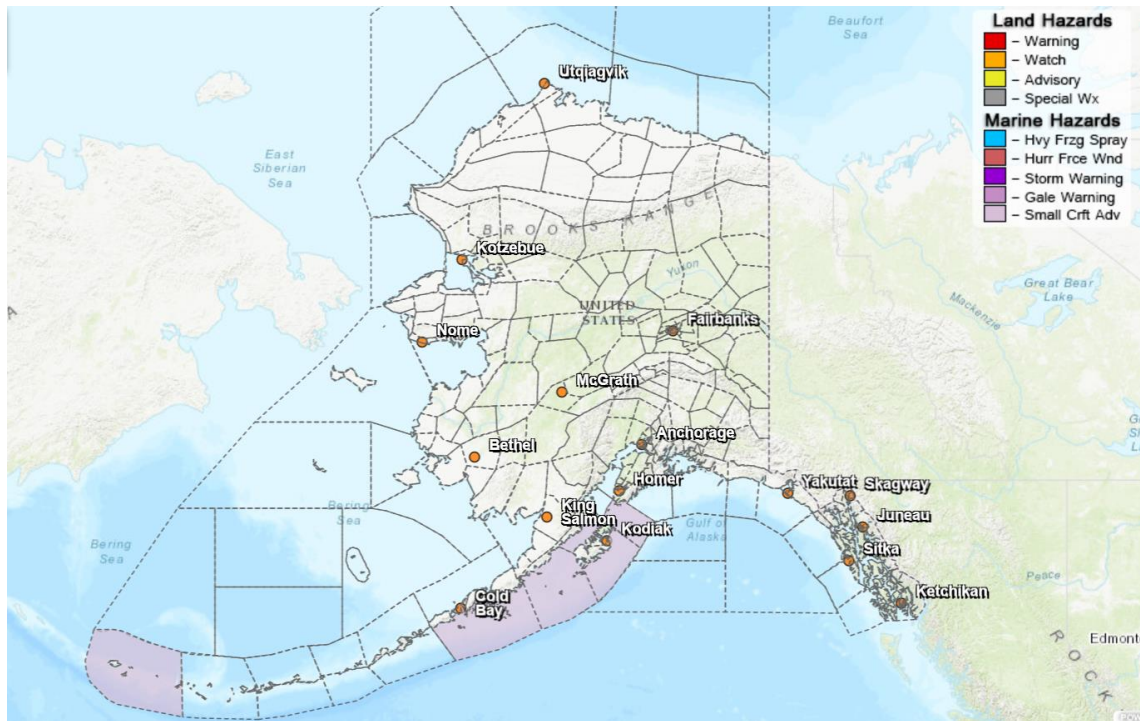 Land Hazards
– Warning
– Watch
– Advisory
– Special Wx
Marine Hazards
– Hvy Frzg Spray
– Hurr Frce Wnd
– Storm Warning
– Gale Warning
– Small Crft Adv
Beaufort
Sea
Utqiagvik
East
Siberian
Sea
BROOKS RANGE
Kotzebue
Yukon
Great Bear
Lake
Mackenzie
UNITED
STATES
Fairbanks
Nome
McGrath
Anchorage
Bethel
Homer
Yakutat
Skagway
King
Salmon
Kodiak
Juneau
Bering
Sea
Gulf of
Alaska
Bering
Sea
Sitka
Peace
Ketchikan
Cold
Bay
Edmont
ROCK